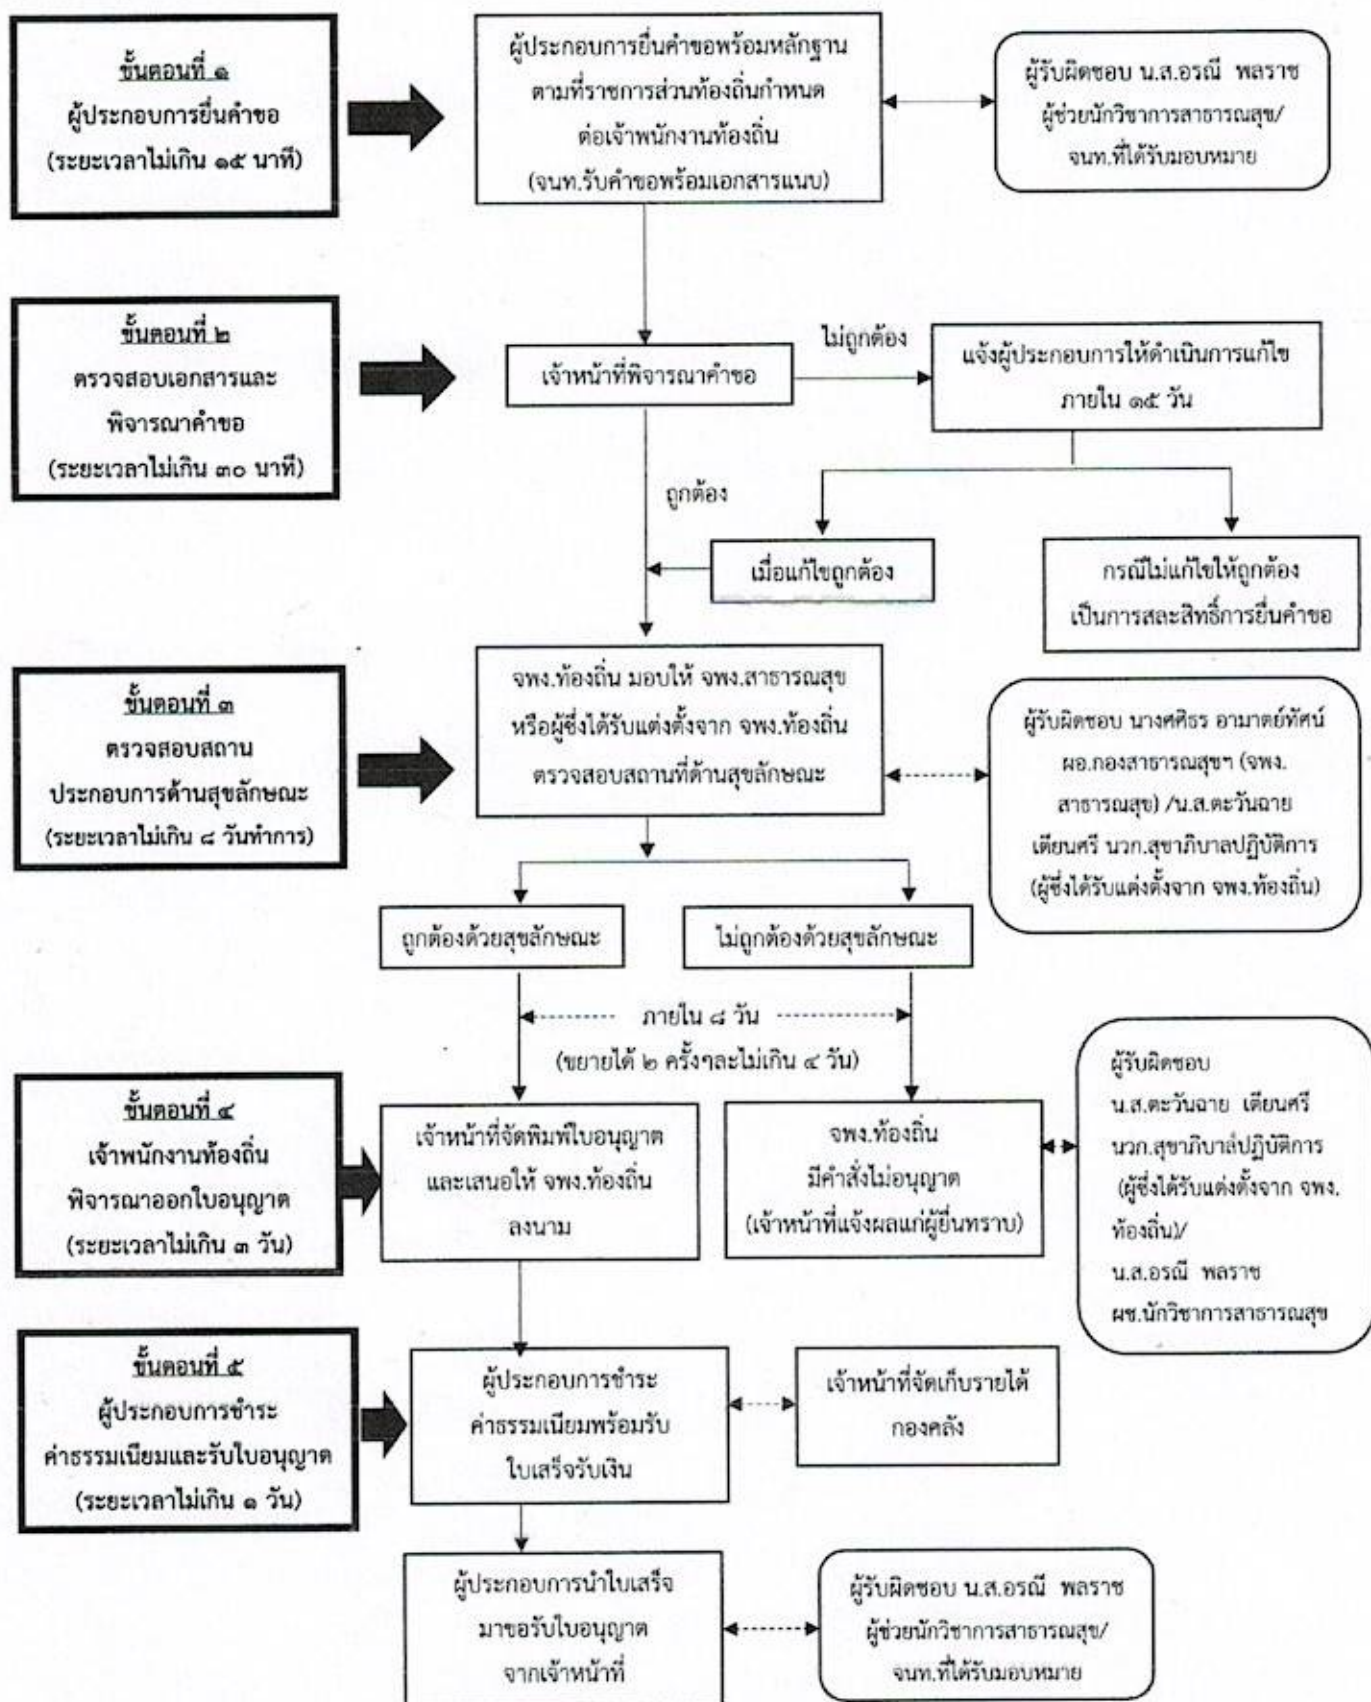 ขั้นตอนที่ ๑
ผู้ประกอบการยื่นคำขอ
(ระยะเวลาไม่เกิน ๑๕ นาที)
ผู้ประกอบการยื่นคำขอพร้อมหลักฐาน
ตามที่ราชการส่วนท้องถิ่นกำหนด
ต่อเจ้าพนักงานท้องถิ่น
(จนท.รับคำขอพร้อมเอกสารแนบ)
ผู้รับผิดชอบ น.ส.อรณี พลราช
ผู้ช่วยนักวิชาการสาธารณสุข/
จนท.ที่ได้รับมอบหมาย
ขั้นตอนที่ ๒
ตรวจสอบเอกสารและ
พิจารณาคำขอ
(ระยะเวลาไม่เกิน ๓๐ นาที)
เจ้าหน้าที่พิจารณาคำขอ
ไม่ถูกต้อง
แจ้งผู้ประกอบการให้ดำเนินการแก้ไข
ภายใน ๑๕ วัน
ถูกต้อง
เมื่อแก้ไขถูกต้อง
กรณีไม่แก้ไขให้ถูกต้อง
เป็นการสละสิทธิ์การยื่นคำขอ
ขั้นตอนที่ ๓
ตรวจสอบสถาน
ประกอบการด้านสุขลักษณะ
(ระยะเวลาไม่เกิน ๘ วันทำการ)
จพง.ท้องถิ่น มอบให้ จพง.สาธารณสุข
หรือผู้ซึ่งได้รับแต่งตั้งจาก จพง.ท้องถิ่น
ตรวจสอบสถานที่ด้านสุขลักษณะ
ผู้รับผิดชอบ นางศศิธร อามาตย์ทัศน์
ผอ.กองสาธารณสุขฯ (จพง.
สาธารณสุข) /น.ส.ตะวันฉาย
เตียนศรี นวก.สุขาภิบาลปฏิบัติการ
(ผู้ซึ่งได้รับแต่งตั้งจาก จพง.ท้องถิ่น)
ถูกต้องด้วยสุขลักษณะ
ไม่ถูกต้องด้วยสุขลักษณะ
ภายใน ๘ วัน
(ขยายได้ ๒ ครั้งๆละไม่เกิน ๔ วัน)
ขั้นตอนที่ ๔
เจ้าพนักงานท้องถิ่น
พิจารณาออกใบอนุญาต
(ระยะเวลาไม่เกิน ๓ วัน)
เจ้าหน้าที่จัดพิมพ์ใบอนุญาต
และเสนอให้ จพง.ท้องถิ่น
ลงนาม
จพง.ท้องถิ่น
มีคำสั่งไม่อนุญาต
(เจ้าหน้าที่แจ้งผลแก่ผู้ยื่นทราบ)
ผู้รับผิดชอบ
น.ส.ตะวันฉาย เตียนศรี
นวก.สุขาภิบาลปฏิบัติการ
(ผู้ซึ่งได้รับแต่งตั้งจาก จพง.
ท้องถิ่น)/
น.ส.อรณี พลราช
ผช.นักวิชาการสาธารณสุข
ขั้นตอนที่ ๕
ผู้ประกอบการชำระ
ค่าธรรมเนียมและรับใบอนุญาต
(ระยะเวลาไม่เกิน ๑ วัน)
ผู้ประกอบการชำระ
ค่าธรรมเนียมพร้อมรับ
ใบเสร็จรับเงิน
เจ้าหน้าที่จัดเก็บรายได้
กองคลัง
ผู้ประกอบการนำใบเสร็จ
มาขอรับใบอนุญาต
จากเจ้าหน้าที่
ผู้รับผิดชอบ น.ส.อรณี พลราช
ผู้ช่วยนักวิชาการสาธารณสุข/
จนท.ที่ได้รับมอบหมาย